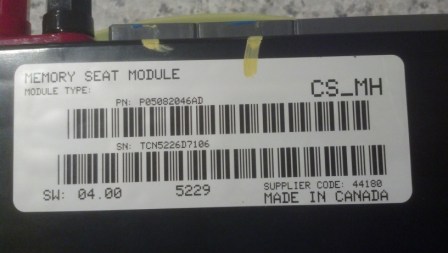 MEMORY SEAT MODULE
MODULE TYPE:
CS_MH
PN: P05082046AD
SN: TCN5226D7106
SW: 04.00
5229
SUPPLIER CODE: 44180
MADE IN CANADA